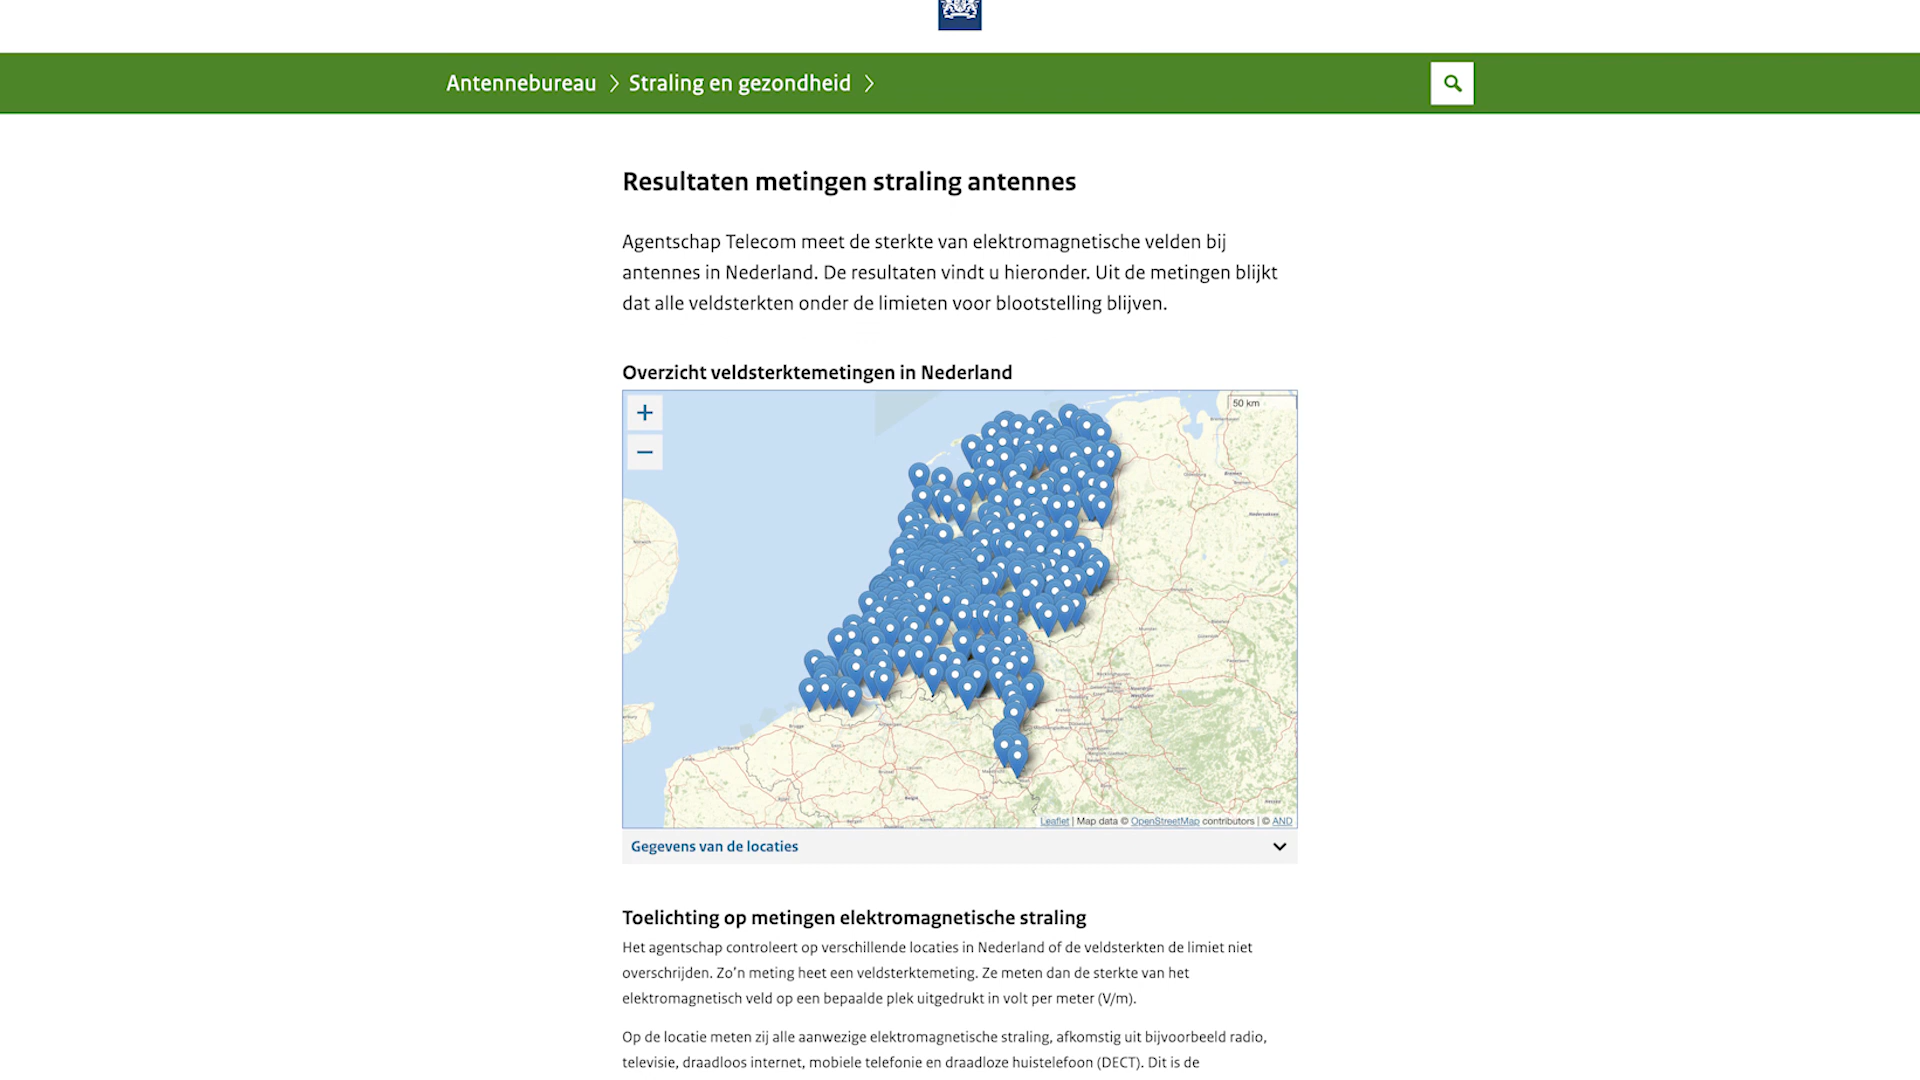 Antennebureau
Straling en gezondheid
Resultaten metingen straling antennes
Agentschap Telecom meet de sterkte van elektromagnetische velden bij
antennes in Nederland. De resultaten vindt u hieronder. Uit de metingen blijkt
dat alle veldsterkten onder de limieten voor blootstelling blijven.
Overzicht veldsterktemetingen in Nederland
+
50 km
−
Leaflet | Map data © OpenStreetMap contributors | © AND
Gegevens van de locaties
Toelichting op metingen elektromagnetische straling
Het agentschap controleert op verschillende locaties in Nederland of de veldsterkten de limiet niet
overschrijden. Zo’n meting heet een veldsterktemeting. Ze meten dan de sterkte van het
elektromagnetisch veld op een bepaalde plek uitgedrukt in volt per meter (V/m).
Op de locatie meten zij alle aanwezige elektromagnetische straling, afkomstig uit bijvoorbeeld radio,
televisie, draadloos internet, mobiele telefonie en draadloze huistelefoon (DECT). Dit is de